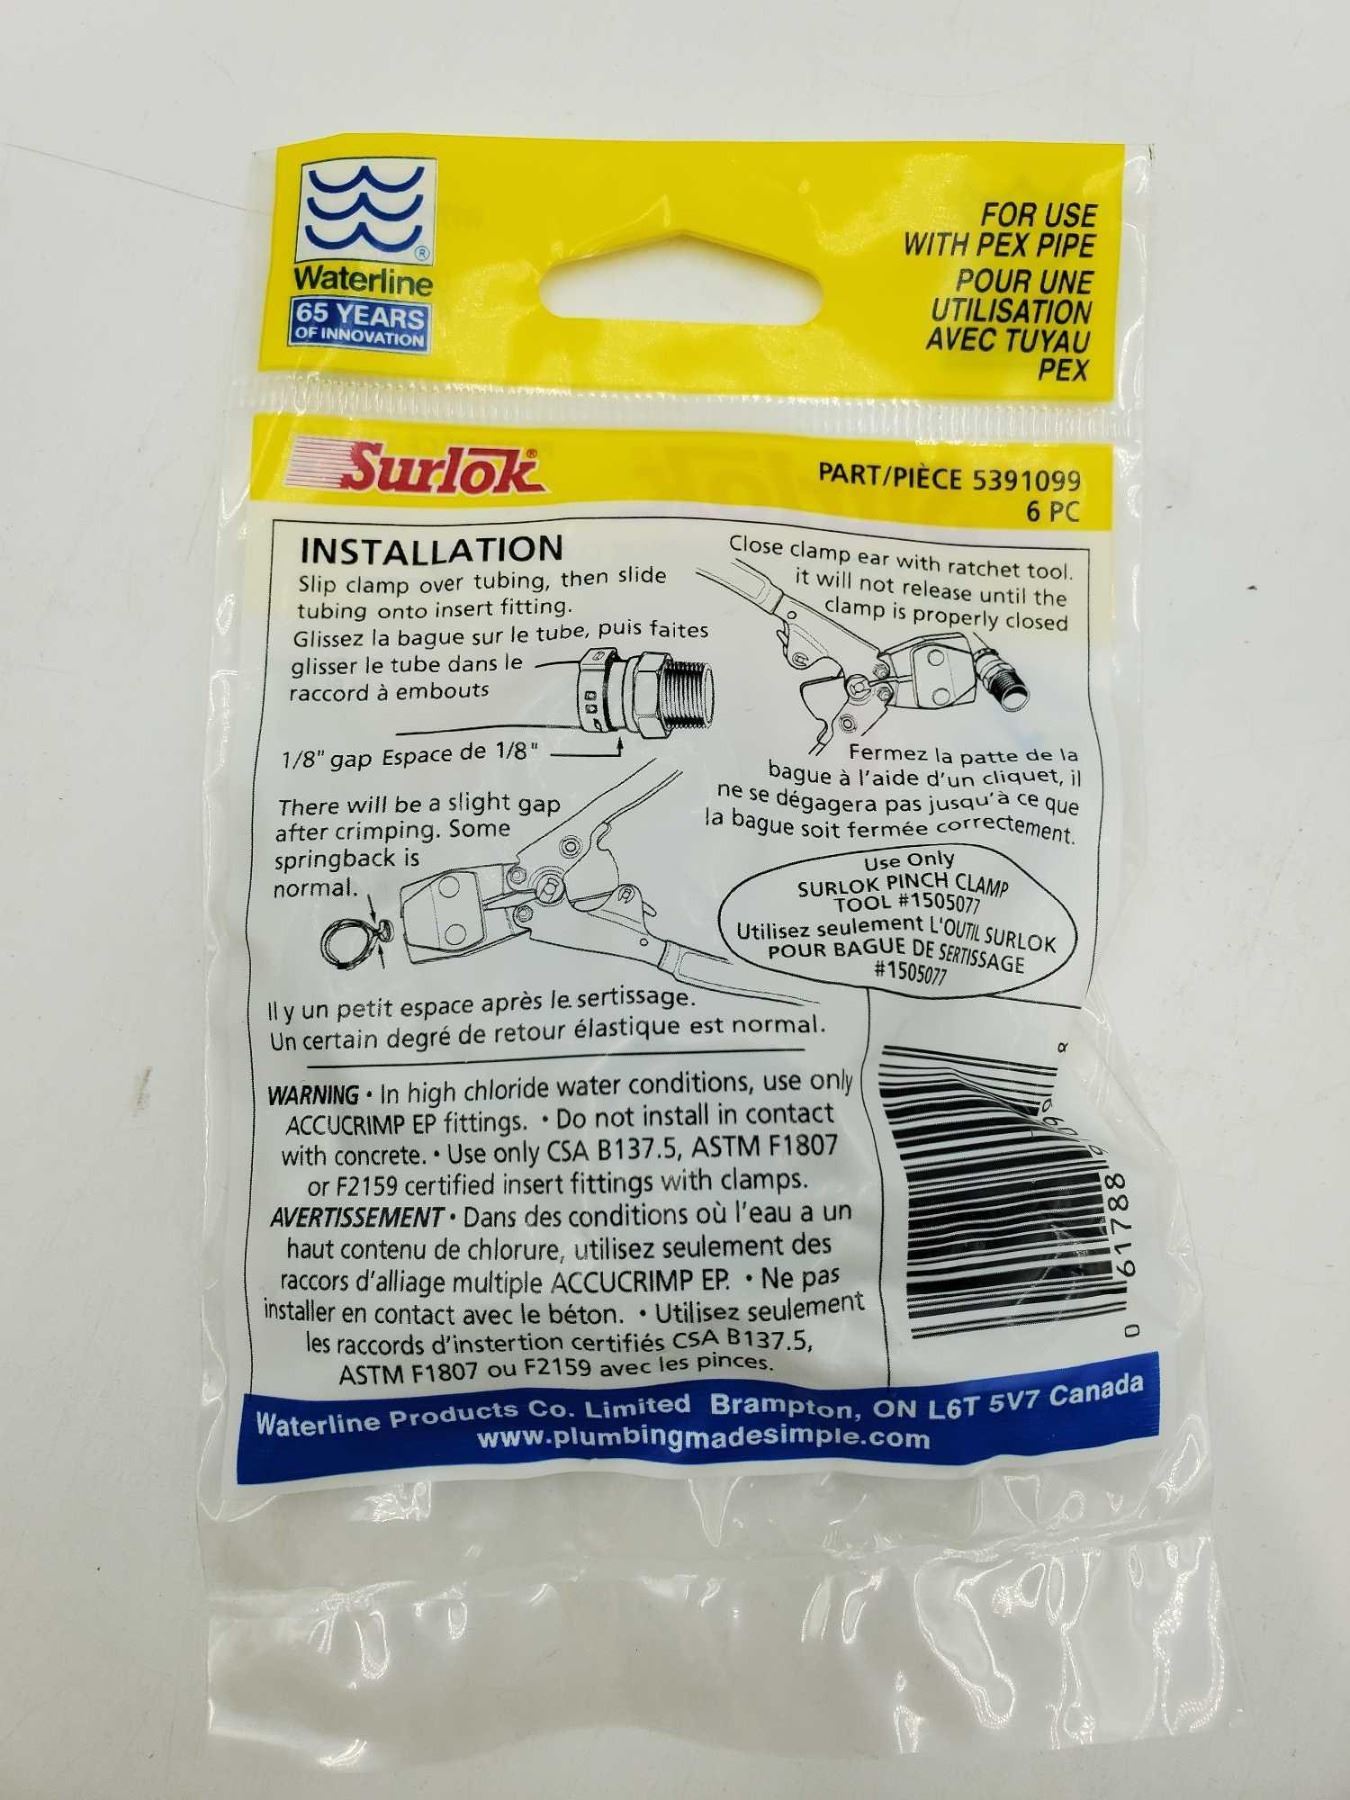 Waterline
65 YEARS
OF INNOVATION
FOR USE
WITH PEX PIPE
POUR UNE
UTILISATION
AVEC TUYAU
PEX
Surlok®
PART/PIÈCE 5391099
6 PC
INSTALLATION
Slip clamp over tubing, then slide
tubing onto insert fitting.
Glissez la bague sur le tube, puis faites
glisser le tube dans le
raccord à embouts
1/8" gap Espace de 1/8"
Close clamp ear with ratchet tool.
it will not release until the
clamp is properly closed
Fermez la patte de la
bague à l'aide d'un cliquet, il
ne se dégagera pas jusqu'à ce que
la bague soit fermée correctement.
There will be a slight gap
after crimping. Some
springback is
normal.
Il y un petit espace après le sertissage.
Un certain degré de retour élastique est normal.
Use Only
SURLOK PINCH CLAMP
TOOL #1505077
Utilisez seulement L'OUTIL SURLOK
POUR BAGUE DE SERTISSAGE
#1505077
WARNING • In high chloride water conditions, use only
ACCUCRIMP EP fittings. • Do not install in contact
with concrete. • Use only CSA B137.5, ASTM F1807
or F2159 certified insert fittings with clamps.
AVERTISSEMENT • Dans des conditions où l'eau a un
haut contenu de chlorure, utilisez seulement des
raccors d'alliage multiple ACCUCRIMP EP. • Ne pas
installer en contact avec le béton. • Utilisez seulement
les raccords d'instertion certifiés CSA B137.5,
ASTM F1807 ou F2159 avec les pinces.
0 61788
Waterline Products Co. Limited Brampton, ON L6T 5V7 Canada
www.plumbingmadesimple.com